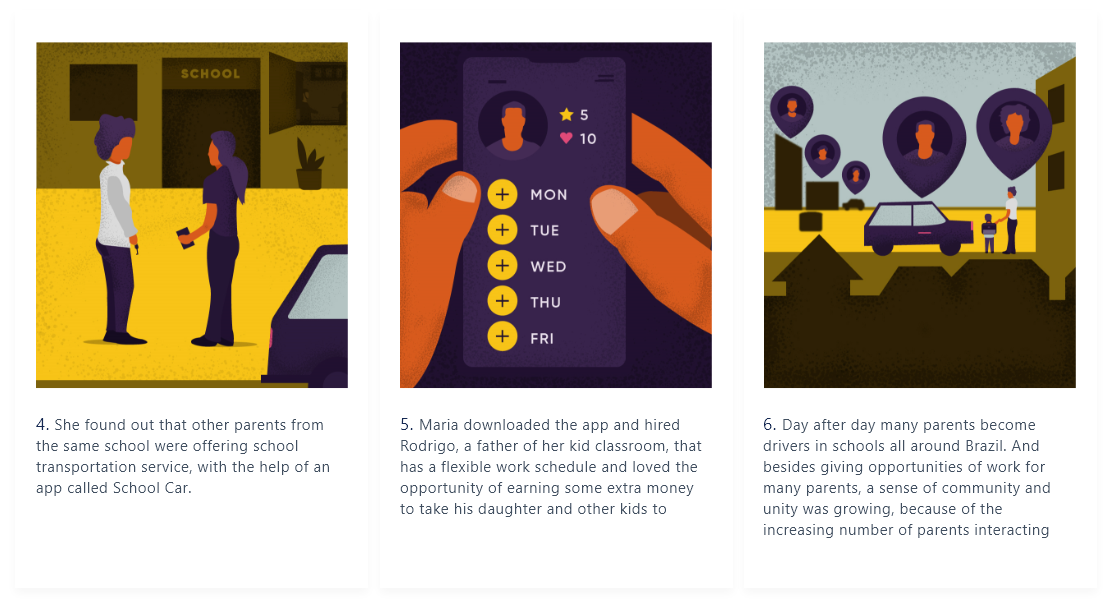 SCHOOL
4. She found out that other parents from
the same school were offering school
transportation service, with the help of an
app called School Car.
5
10
MON
TUE
WED
THU
FRI
5. Maria downloaded the app and hired
Rodrigo, a father of her kid classroom, that
has a flexible work schedule and loved the
opportunity of earning some extra money
to take his daughter and other kids to
6. Day after day many parents become
drivers in schools all around Brazil. And
besides giving opportunities of work for
many parents, a sense of community and
unity was growing, because of the
increasing number of parents interacting